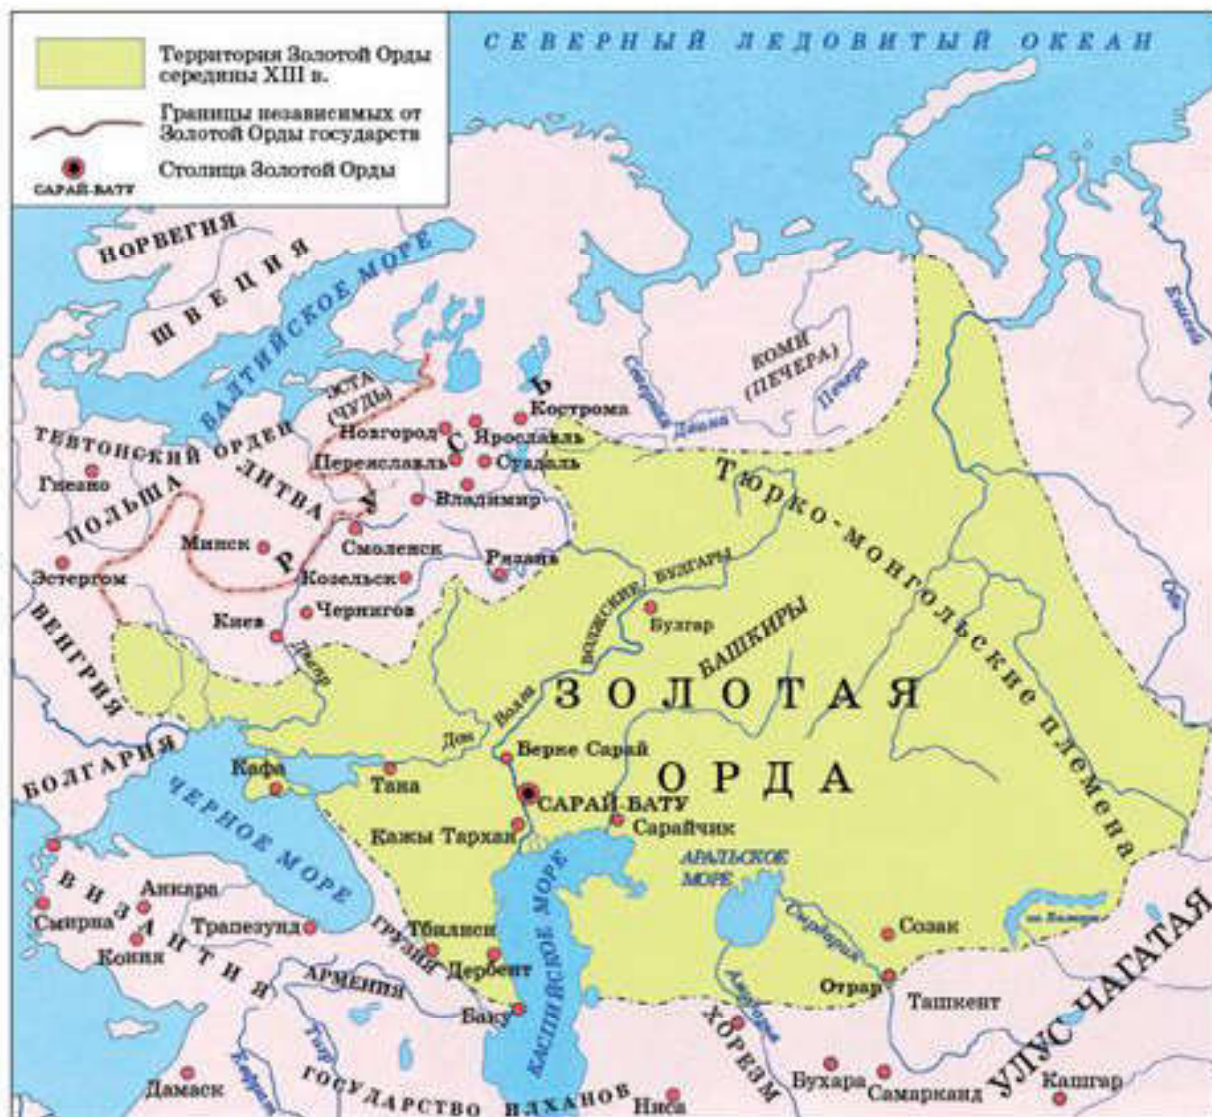 Территория Золотой Орды
середины XIII в.
Границы независимых от
Золотой Орды государств
Столица Золотой Орды
САРАЙ-БАТУ
СЕВЕРНЫЙ ЛЕДОВИТЫЙ ОКЕАН
НОРВЕГИЯ
ШВЕЦИЯ
БАЛТИЙСКОЕ МОРЕ
Енисей
КОМИ
(ПЕЧЕРА)
Северная Двина
Печера
ЭСТА
(ЧУДЬ)
РУСЬ
Кострома
Новгород
Ярославль
ТЕВТОНСКИЙ ОРДЕН
Переяславль
Суздаль
Гнезно
ПОЛЬША
ЛИТВА
Владимир
Тюрко-монгольские племена
Минск
Смоленск
Рязань
Эстергом
Козельск
ВОЛЖСКИЕ БУЛГАРЫ
Обь
Киев
Чернигов
Булгар
БАШКИРЫ
ВЕНГРИЯ
Днепр
Волга
ЗОЛОТАЯ
ОРДА
Дон
Берке Сарай
БОЛГАРИЯ
Кафа
Тана
САРАЙ-БАТУ
ЧЕРНОЕ МОРЕ
Кажы Тархан
Сарайчик
АРАЛЬСКОЕ
МОРЕ
КАСПИЙСКОЕ МОРЕ
ВИЗАНТИЯ
Анкара
Смирна
Трапезунд
Тбилиси
Сырдария
Созак
Кония
ГРУЗИЯ
Дербент
АРМЕНИЯ
Отрар
Ташкент
Баку
Амударья
ХОРЕЗМ
УЛУС ЧАГАТАЯ
Тигр
Евфрат
Дамаск
ГОСУДАРСТВО ИЛХАНОВ
Ниса
Бухара
Самарканд
Кашгар